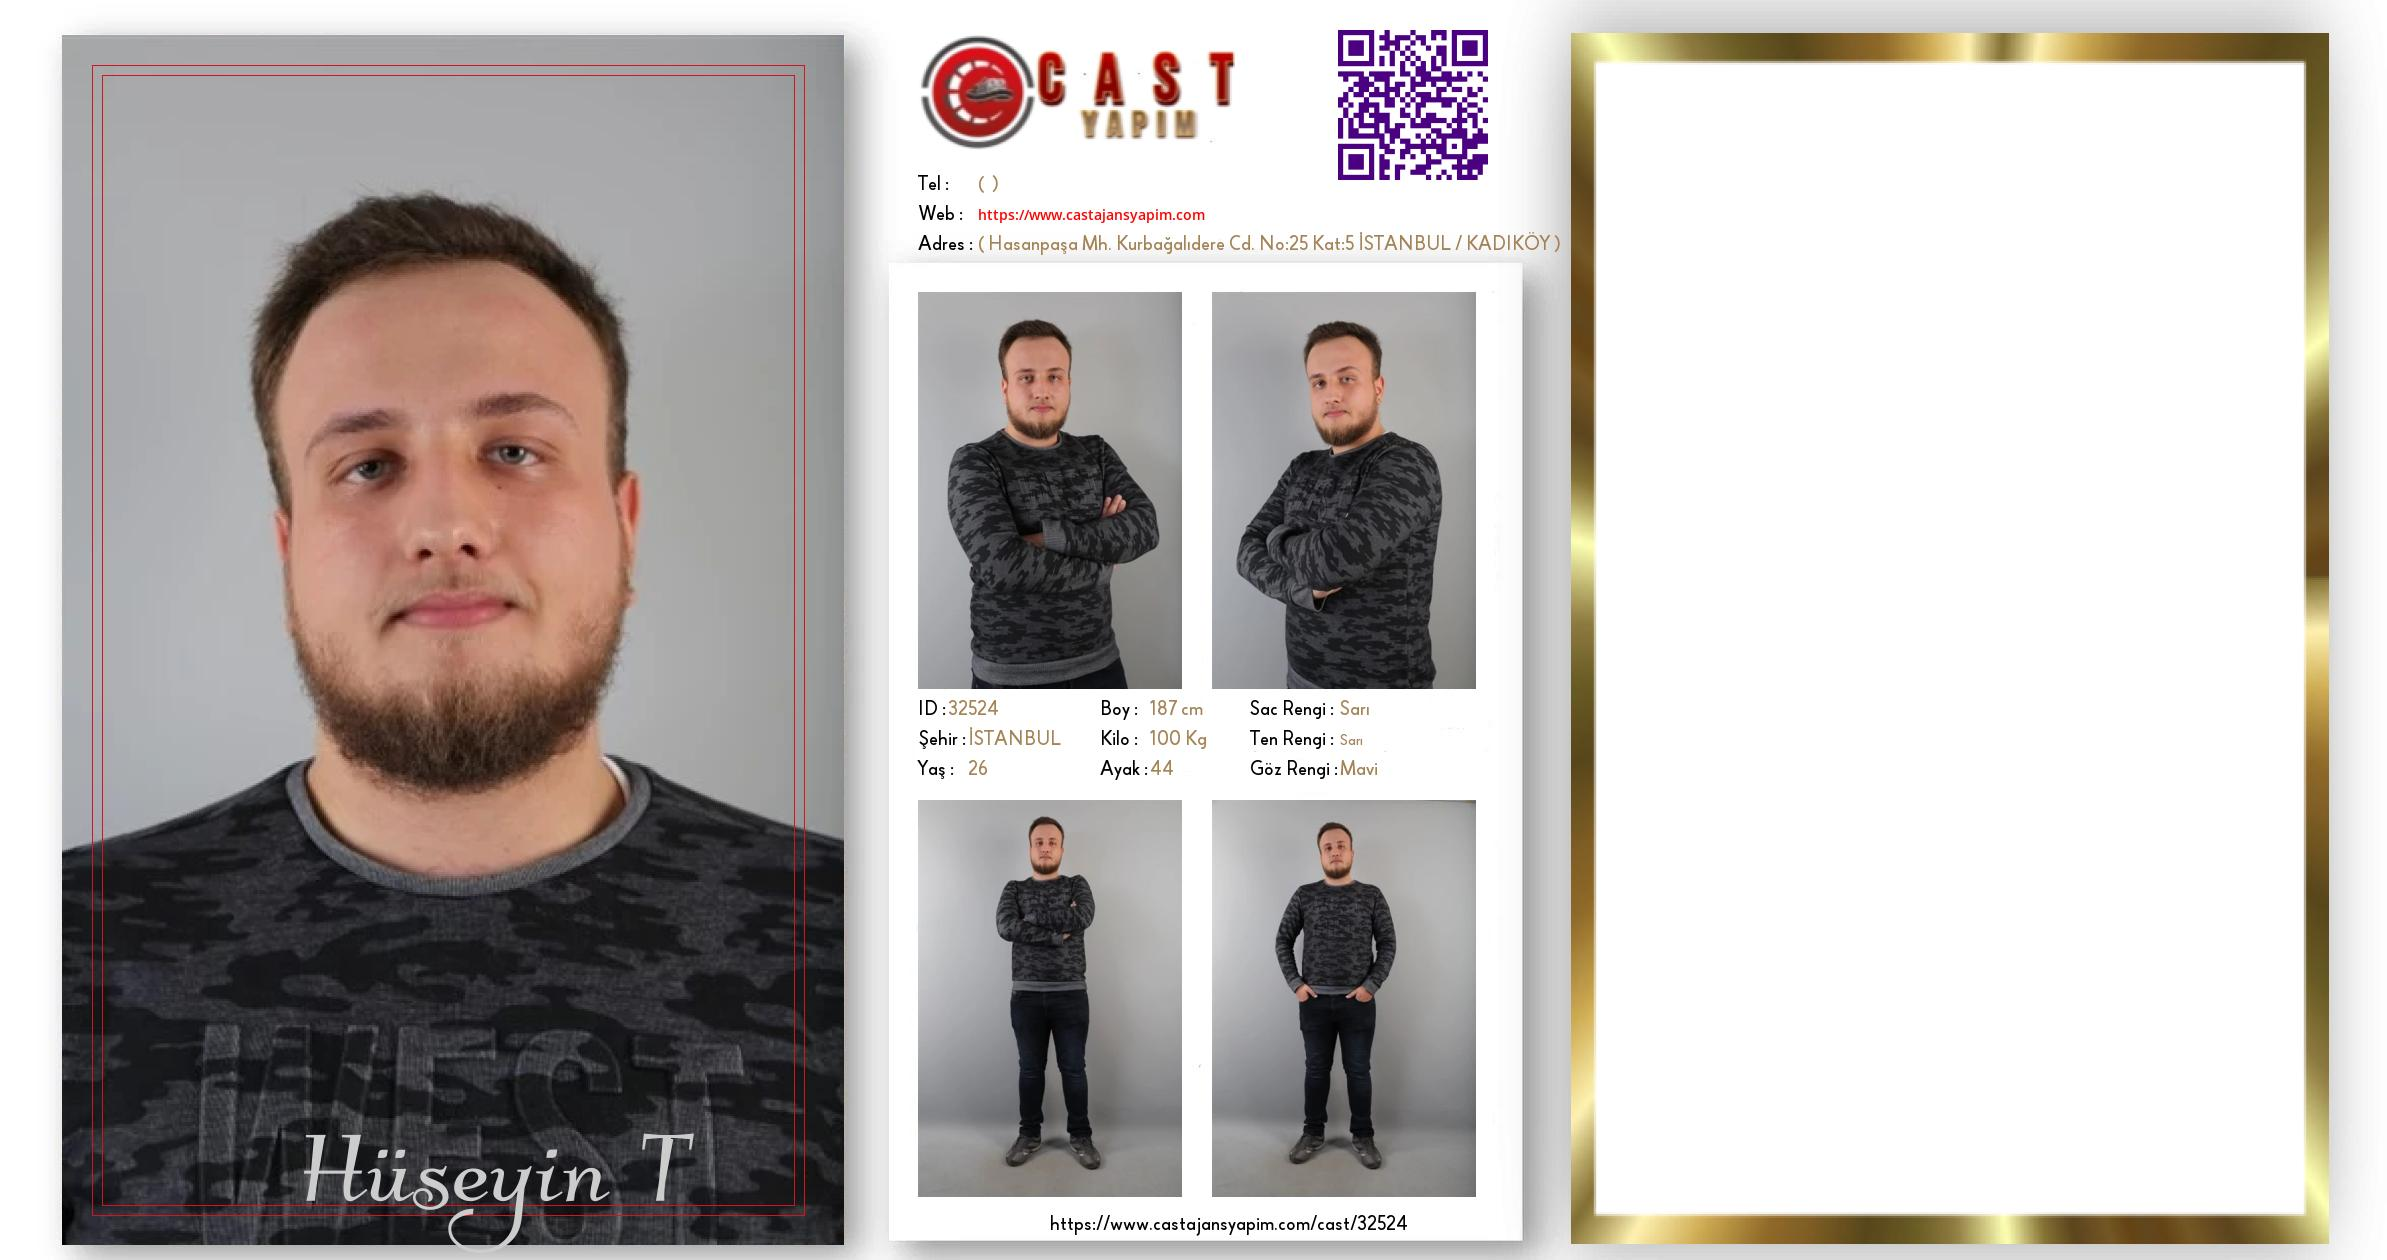 WEST
Hüseyin T
CAST
YAPIM
Tel : ( )
Web : https://www.castajansyapim.com
Adres : ( Hasanpaşa Mh. Kurbağalıdere Cd. No:25 Kat:5 İSTANBUL / KADIKÖY )
ID : 32524 Boy : 187 cm Sac Rengi : Sarı
Şehir : İSTANBUL Kilo : 100 Kg Ten Rengi : Sarı
Yaş : 26 Ayak : 44 Göz Rengi : Mavi
https://www.castajansyapim.com/cast/32524